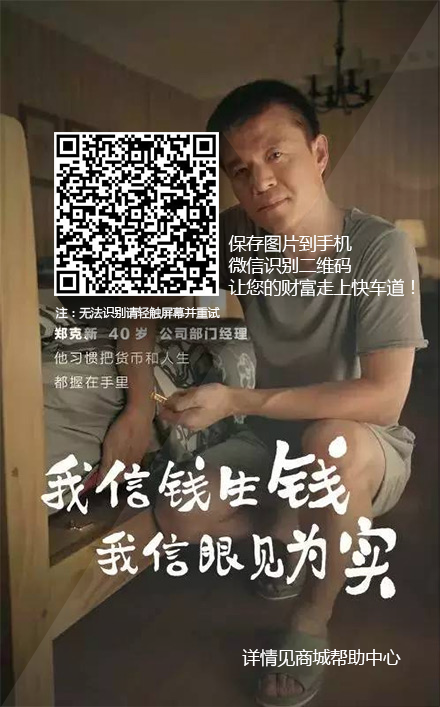 保存图片到手机
微信识别二维码
让您的财富走上快车道！
注：无法识别请轻触屏幕并重试
郑克新 40岁 公司部门经理
他习惯把货币和人生
都握在手里
我信钱生钱
我信眼见为实
详情见商城帮助中心